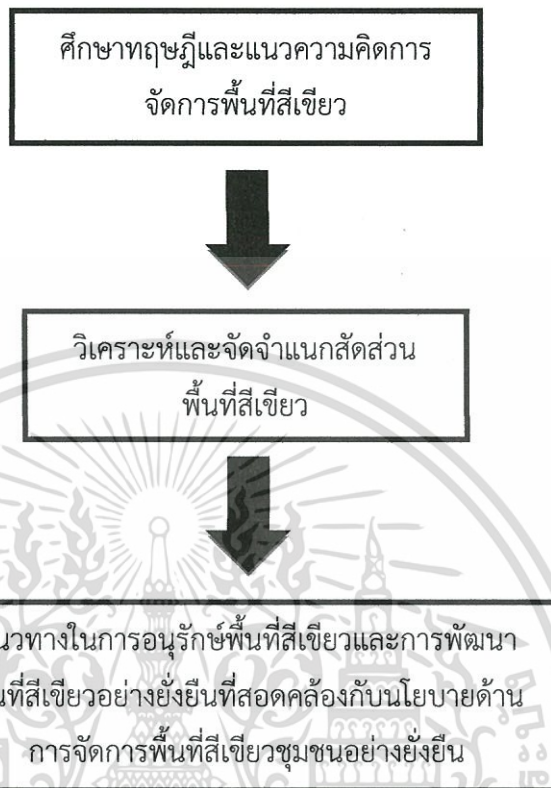 ศึกษาทฤษฎีและแนวความคิดการ
จัดการพื้นที่สีเขียว
วิเคราะห์และจัดจำแนกสัดส่วน
พื้นที่สีเขียว
นวทางในการอนุรักษ์พื้นที่สีเขียวและการพัฒนา
นที่สีเขียวอย่างยั่งยืนที่สอดคล้องกับนโยบายด้าน
การจัดการพื้นที่สีเขียวชุมชนอย่างยั่งยืน